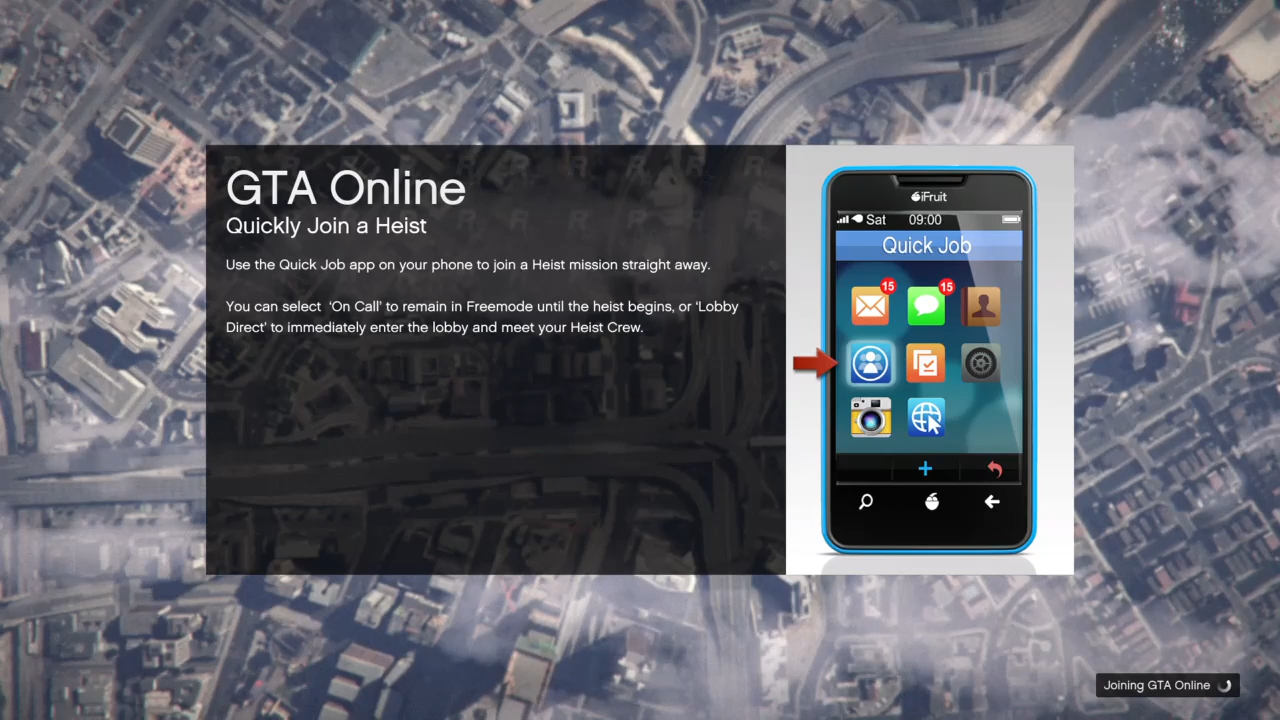 GTA Online
Quickly Join a Heist
Use the Quick Job app on your phone to join a Heist mission straight away.
You can select  'On Call' to remain in Freemode until the heist begins, or 'Lobby
Direct' to immediately enter the lobby and meet your Heist Crew.
iFruit
Sat 09:00
Quick Job
15 15
Joining GTA Online